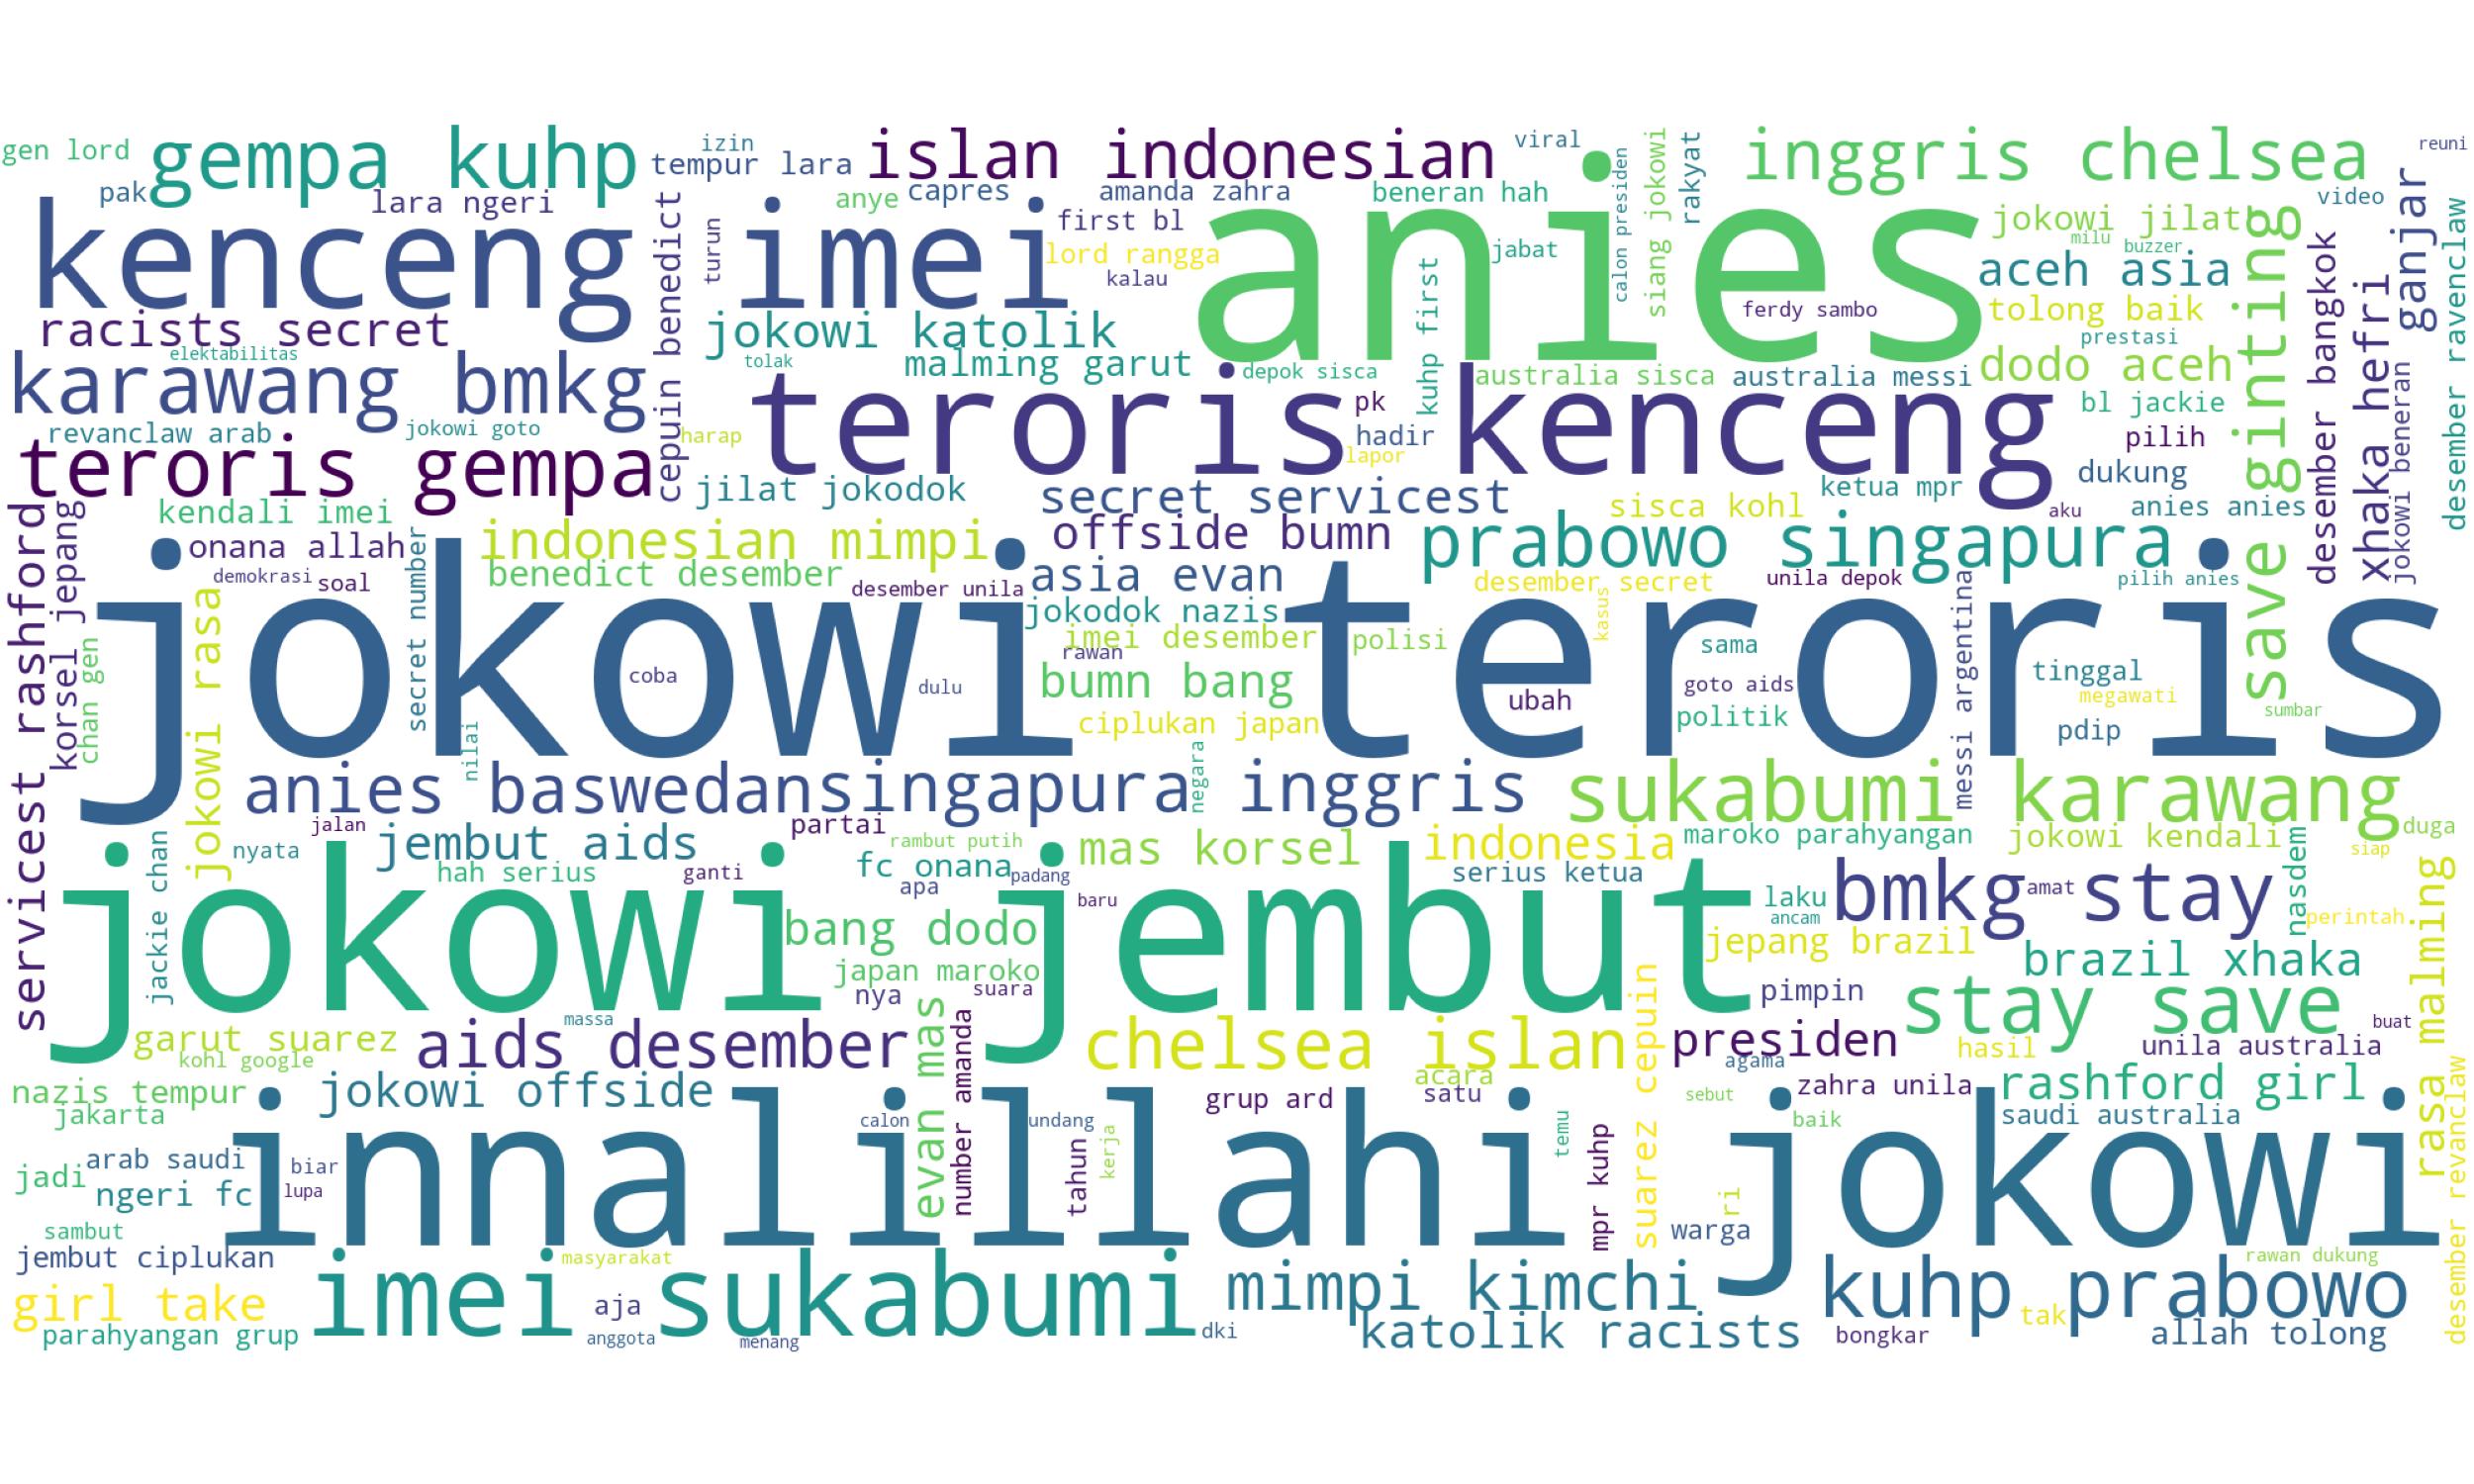 gen lord
gempa kuhp
izin
tempur lara
islan indonesian
viral
siang jokowi
rakyat
inggris chelsea
reuni
pak
lara ngeri
anye
capres
amanda zahra
beneran hah
calon presiden
video
kenceng
cepuin benedict
turun
imei
first bl
lord rangga
kalau
anies
jabat
jokowi jilat
milu
buzzer
save ginting
desember bangkok
xhaka hefri
ganjar
desember ravenclaw
aceh asia
kuhp first
ferdy sambo
tolong baik
prestasi
racists secret
elektabilitas
jokowi katolik
tolak
malming garut
depok sisca
australia sisca
australia messi
dodo aceh
jokowi beneran
karawang bmkg
teroris kenceng
pk
bl jackie
revanclaw arab
jokowi goto
harap
hadir
lapor
pilih
teroris gempa
jilat jokodok
secret servicest
sisca kohl
ketua mpr
dukung
aku
anies anies
servicest rashford
korsel jepang
kendali imei
secret number
onana allah
indonesian mimpi
offside bumn
prabowo singapura
demokrasi
soal
benedict desember
desember unila
asia evan
desember secret
unila depok
messi argentina
pilih anies
jokowi teroris
chan gen
jokowi rasa
jokodok nazis
imei desember
polisi
kasus
rawan
sama
coba
dulu
bumn bang
ubah
goto aids
tinggal
megawati
sumbar
ciplukan japan
politik
pdip
nilai
negara
anies baswedan
singapura inggris
sukabumi karawang
jackie chan
nyata
jalan
jembut aids
partai
rambut putih
mas korsel
indonesia
maroko parahyangan
jokowi kendali
nasdem
duga
siap
rasa malming
hah serius
ganti
fc onana
padang
apa
baru
serius ketua
jokowi jembut
laku
ancam
bmkg
amat
stay
perintah
bang dodo
japan maroko
jepang brazil
brazil xhaka
nya
suara
evan mas
number amanda
suarez cepuin
pimpin
stay save
massa
garut suarez
kohl google
aids desember
chelsea islan
presiden
hasil
unila australia
buat
agama
nazis tempur
jakarta
jokowi offside
acara
grup ard
satu
sebut
zahra unila
rashford girl
desember revanclaw
saudi australia
calon
undang
baik
innalillahi
jokowi
arab saudi
jadi
ngeri fc
biar
lupa
tahun
kerja
temu
mpr kuhp
ri
warga
sambut
jembut ciplukan
masyarakat
rawan dukung
girl take
imei sukabumi
aja
mimpi kimchi
kuhp prabowo
tak
parahyangan grup
anggota
menang
dki
katolik racists
bongkar
allah tolong